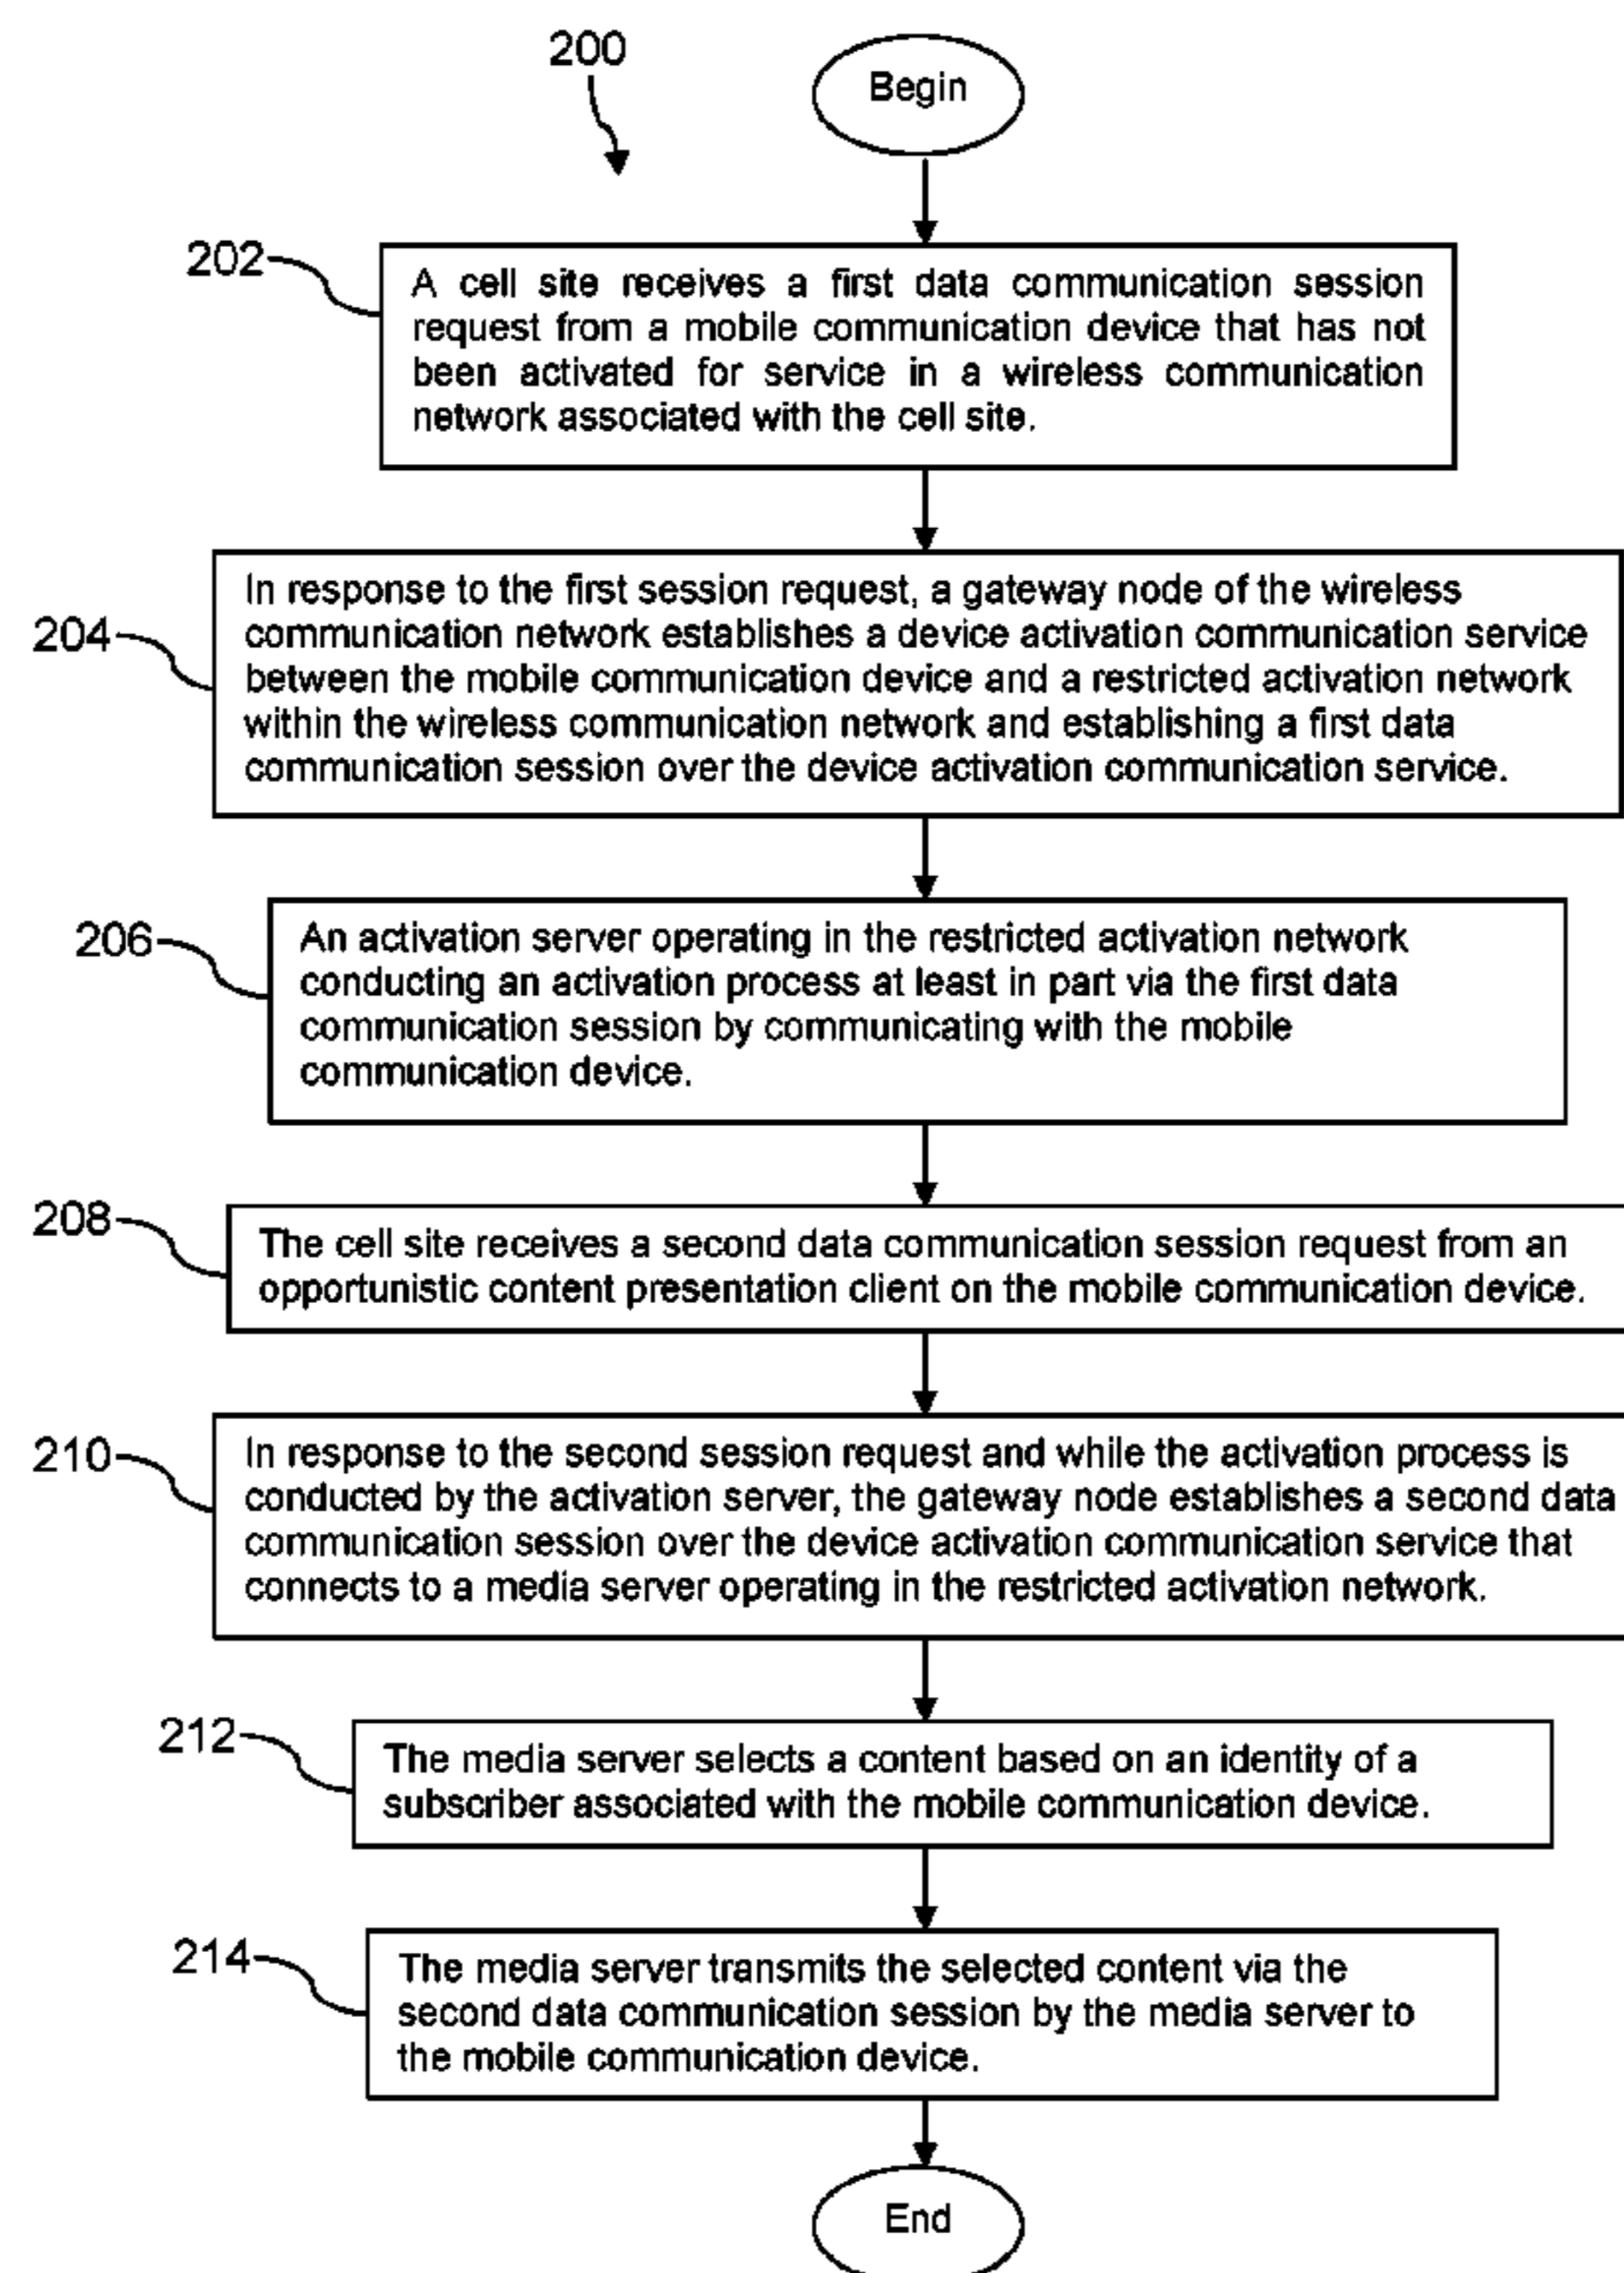 200
Begin
202
A cell site receives a first data communication session
request from a mobile communication device that has not
been activated for service in a wireless communication
network associated with the cell site.
204
In response to the first session request, a gateway node of the wireless
communication network establishes a device activation communication service
between the mobile communication device and a restricted activation network
within the wireless communication network and establishing a first data
communication session over the device activation communication service.
206
An activation server operating in the restricted activation network
conducting an activation process at least in part via the first data
communication session by communicating with the mobile
communication device.
208
The cell site receives a second data communication session request from an
opportunistic content presentation client on the mobile communication device.
210
In response to the second session request and while the activation process is
conducted by the activation server, the gateway node establishes a second data
communication session over the device activation communication service that
connects to a media server operating in the restricted activation network.
212
The media server selects a content based on an identity of a
subscriber associated with the mobile communication device.
214
The media server transmits the selected content via the
second data communication session by the media server to
the mobile communication device.
End